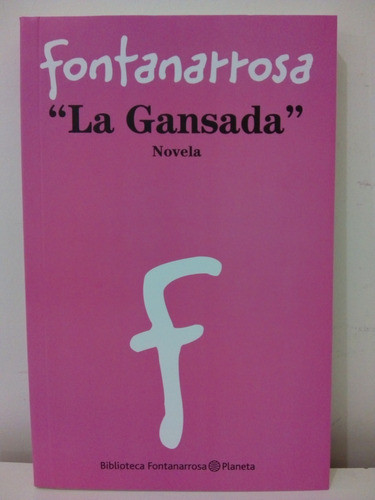 fontanarrosa
“La Gansada”
Novela
f
Biblioteca Fontanarrosa Planeta